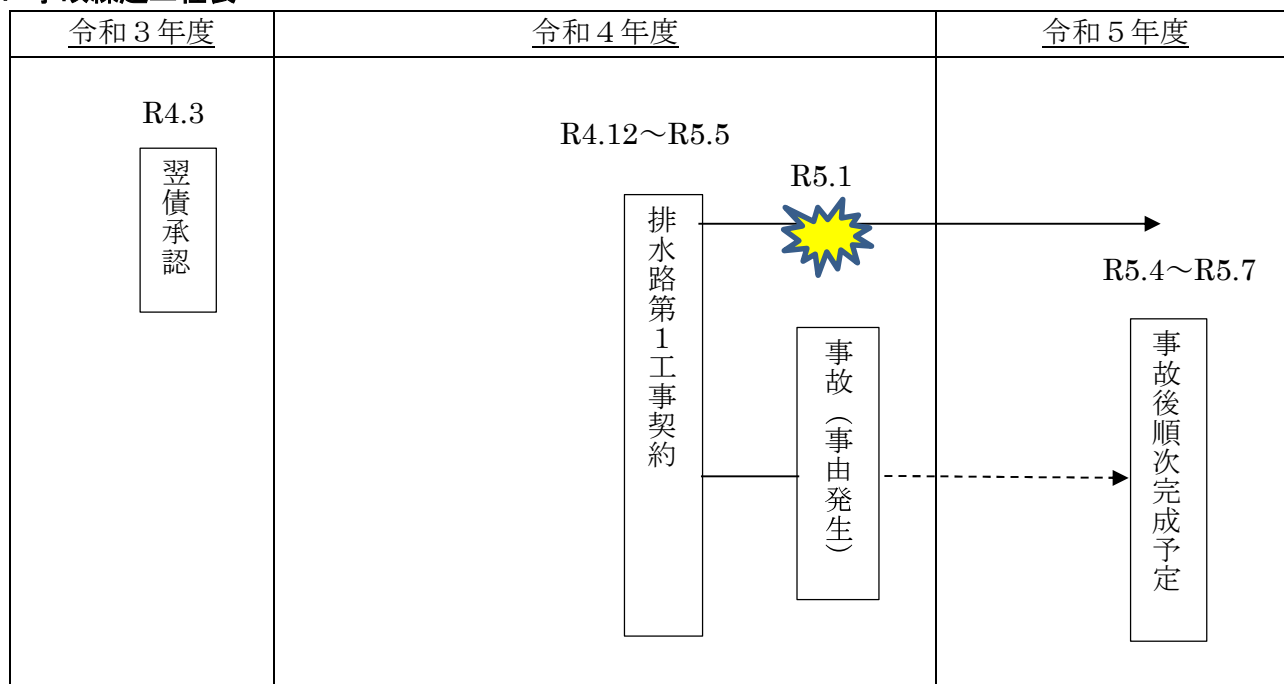 令和３年度
令和４年度
令和５年度
R4.3
翌債承認
R4.12～R5.5
排水路第１工事契約
R5.1
事故（事由発生）
R5.4～R5.7
事故後順次完成予定